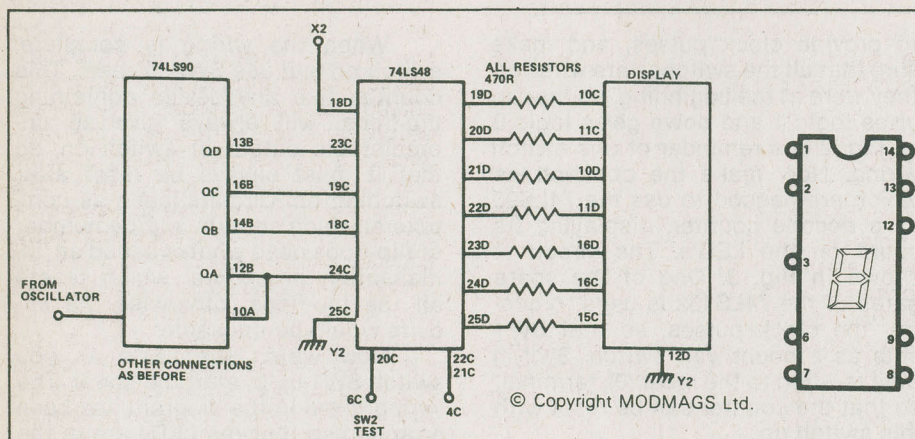 X2
74LS90
74LS48
ALL RESISTORS
470R
DISPLAY
18D
19D
10C
QD
13B
23C
20D
11C
QC
16B
19C
21D
10D
QB
14B
18C
22D
11D
QA
12B
24C
23D
16D
FROM
OSCILLATOR
10A
25C
Y2
24D
16C
25D
15C
OTHER CONNECTIONS
AS BEFORE
20C
22C
21C
12D
Y2
6C
SW2
TEST
4C
© Copyright MODMAGS Ltd.
1
14
2
13
12
3
6
9
7
8